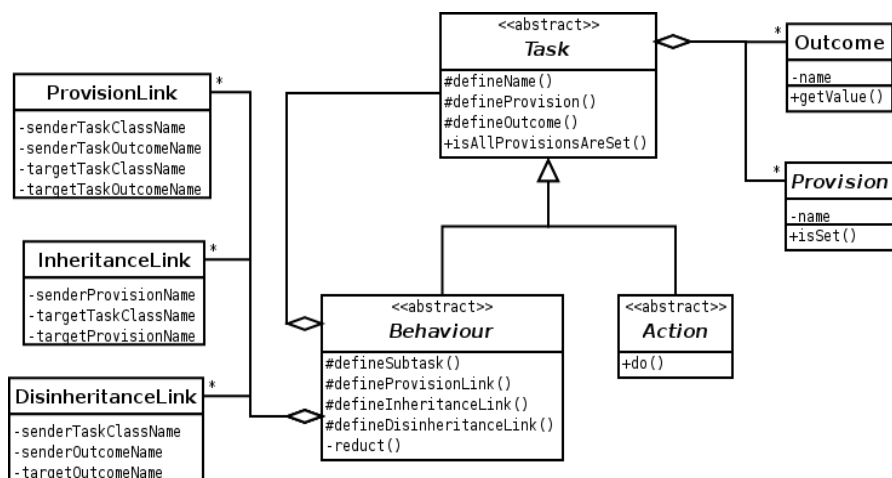 <<abstract>>
Task
#defineName()
#defineProvision()
#defineOutcome()
+isAllProvisionsAreSet()
*
Outcome
-name
+getValue()
*
Provision
-name
+isSet()
*
ProvisionLink
-senderTaskClassName
-senderTaskOutcomeName
-targetTaskClassName
-targetTaskOutcomeName
*
InheritanceLink
-senderProvisionName
-targetTaskClassName
-targetProvisionName
*
DisinheritanceLink
-senderTaskClassName
-senderOutcomeName
-targetOutcomeName
<<abstract>>
Behaviour
#defineSubtask()
#defineProvisionLink()
#defineInheritanceLink()
#defineDisinheritanceLink()
-reduct()
<<abstract>>
Action
+do()